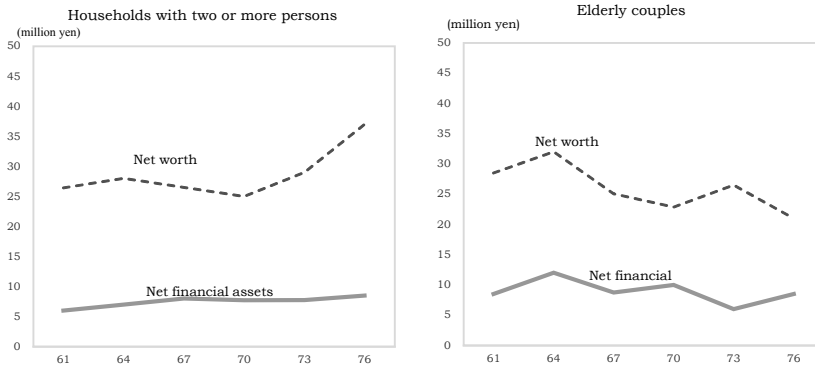 Households with two or more persons
(million yen)
50
45
40
35
30
25
20
15
10
5
0
Net worth
Net financial assets
61 64 67 70 73 76
Elderly couples
(million yen)
50
45
40
35
30
25
20
15
10
5
0
Net worth
Net financial
61 64 67 70 73 76